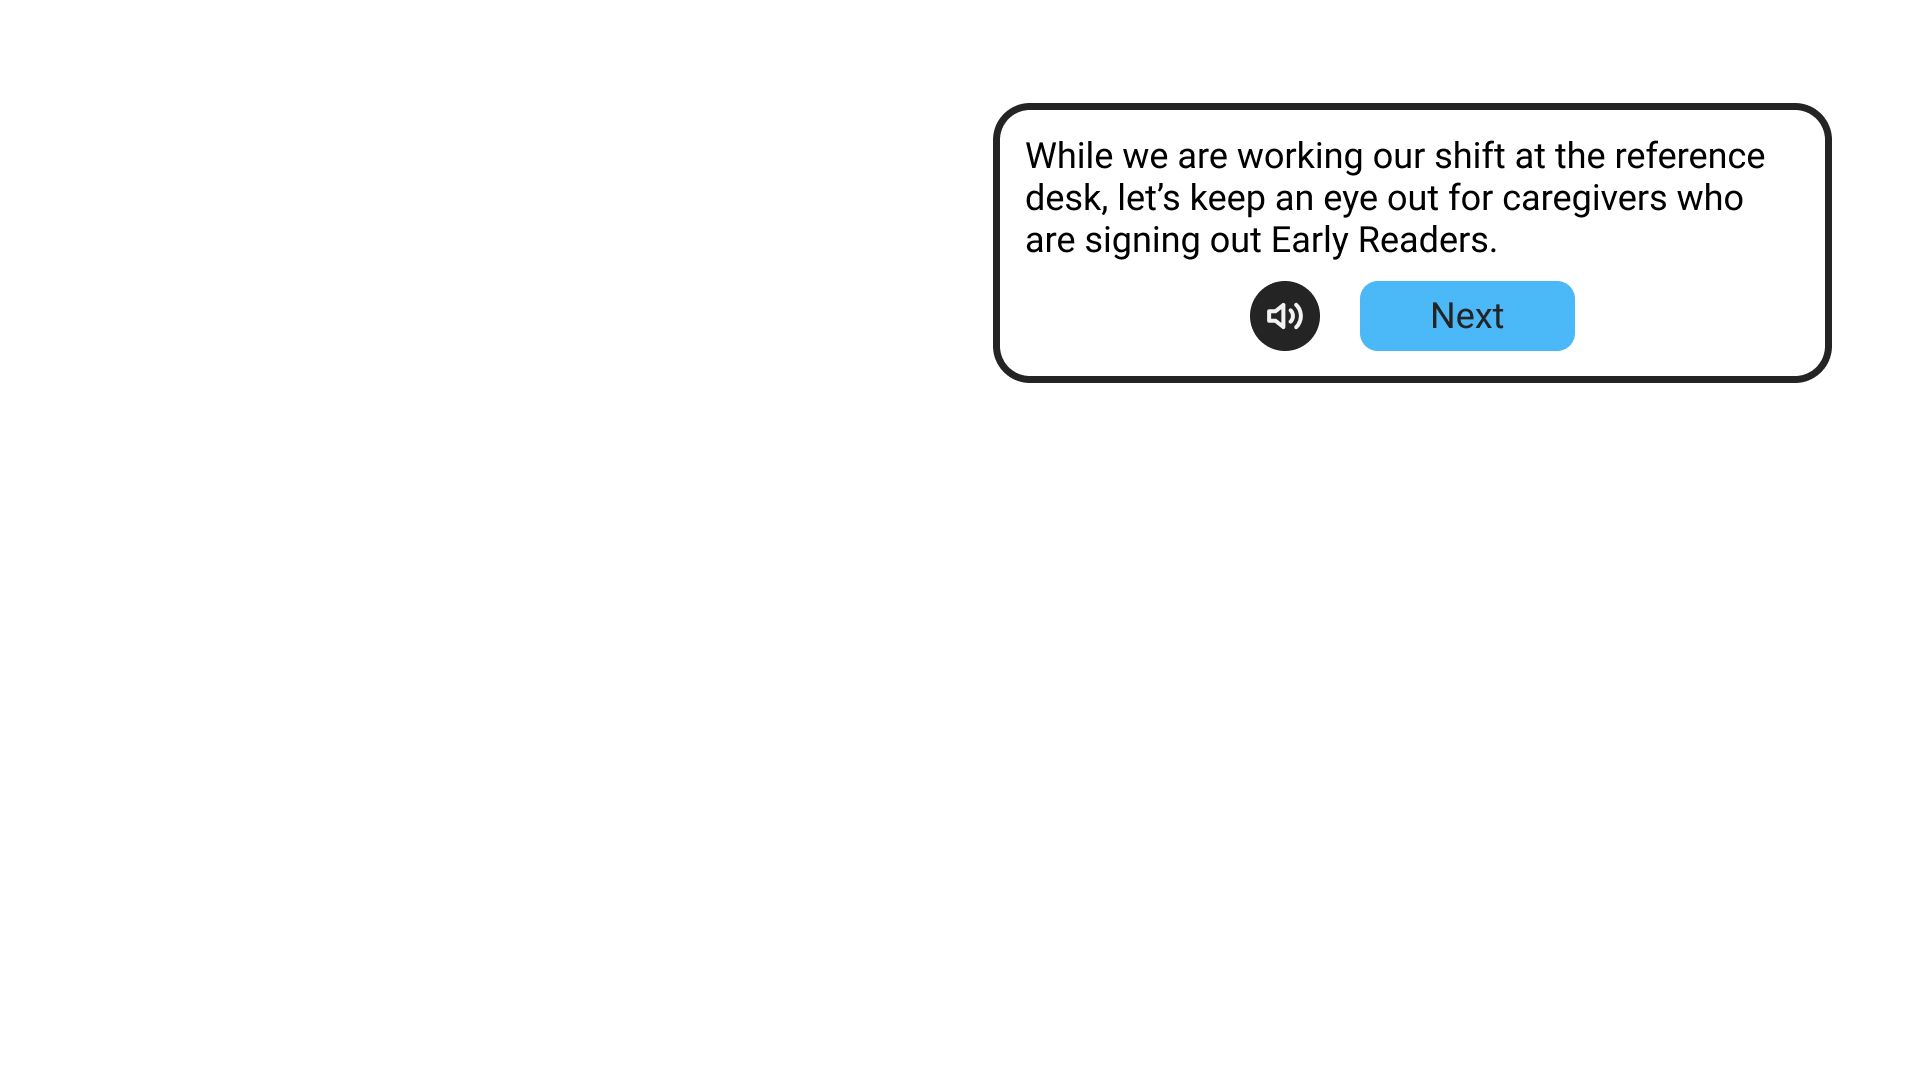 While we are working our shift at the reference
desk, let’s keep an eye out for caregivers who
are signing out Early Readers.
Next